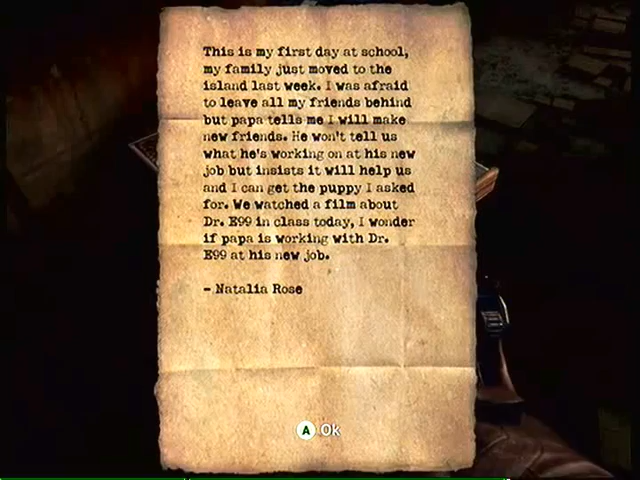 This is my first day at school,
my family just moved to the
island last week. I was afraid
to leave all my friends behind
but papa tells me I will make
new friends. He won't tell us
what he's working on at his new
job but insists it will help us
and I can get the puppy I asked
for. We watched a film about
Dr. E99 in class today, I wonder
if papa is working with Dr.
E99 at his new job.
- Natalia Rose
A Ok